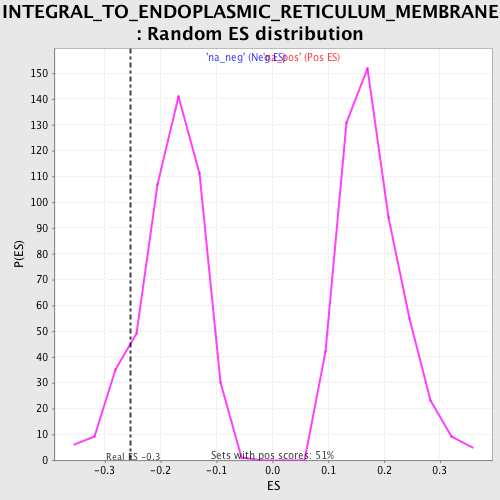 INTEGRAL_TO_ENDOPLASMIC_RETICULUM_MEMBRANE
: Random ES distribution
'na_neg' (Neg ES)
'na_pos' (Pos ES)
P(ES)
150
140
130
120
110
100
90
80
70
60
50
40
30
20
10
0
Real ES -0.3
Sets with pos scores: 51%
-0.3 -0.2 -0.1 0.0 0.1 0.2 0.3
ES